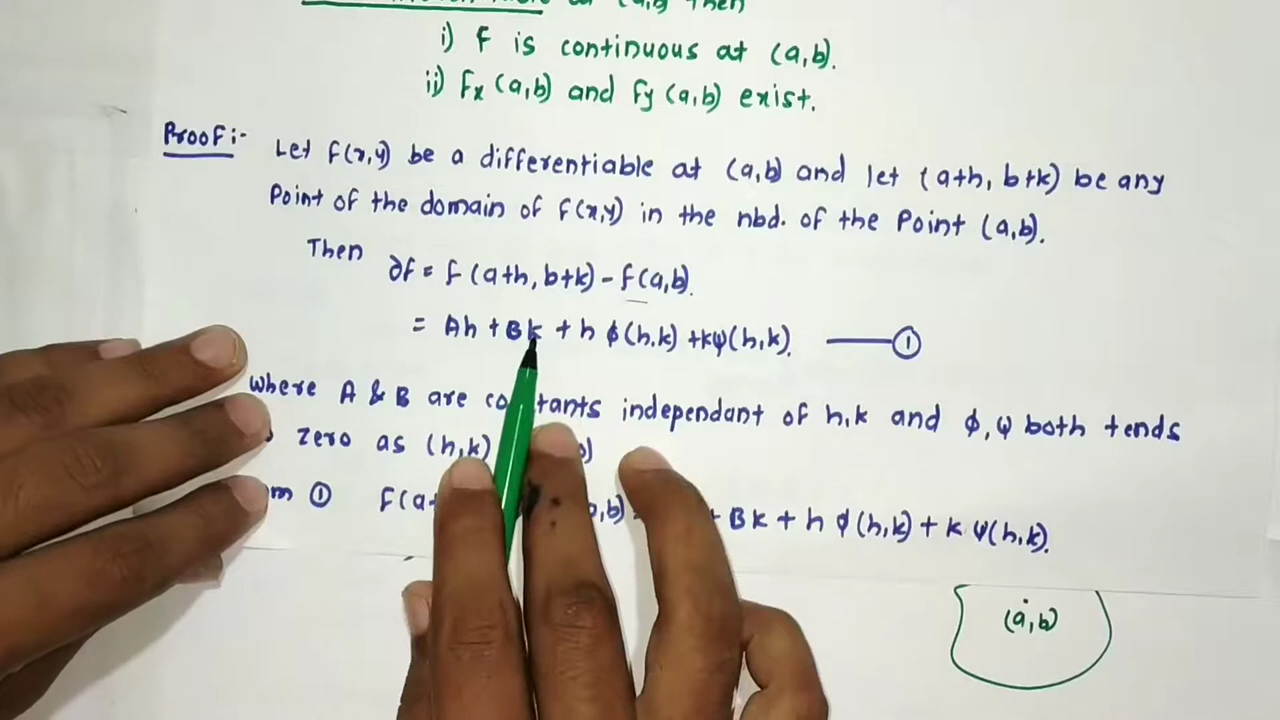 (a,b) then
i) f is continuous at (a,b).
ii) fx (a,b) and fy (a,b) exist.
Proof:-
Let f(x,y) be a differentiable at (a,b) and let (a+h, b+k) be any
Point of the domain of f(x,y) in the nbd. of the Point (a,b).
Then
∂f = f (a+h, b+k) - f(a,b).
= Ah + Bk + h ϕ(h,k) + kψ(h,k). ①
where A & B are independant of h,k and ϕ, ψ both tends
zero as (h,k)
① f(a+ ,b) + Bk + h ϕ(h,k) + k ψ(h,k).
(a,b)